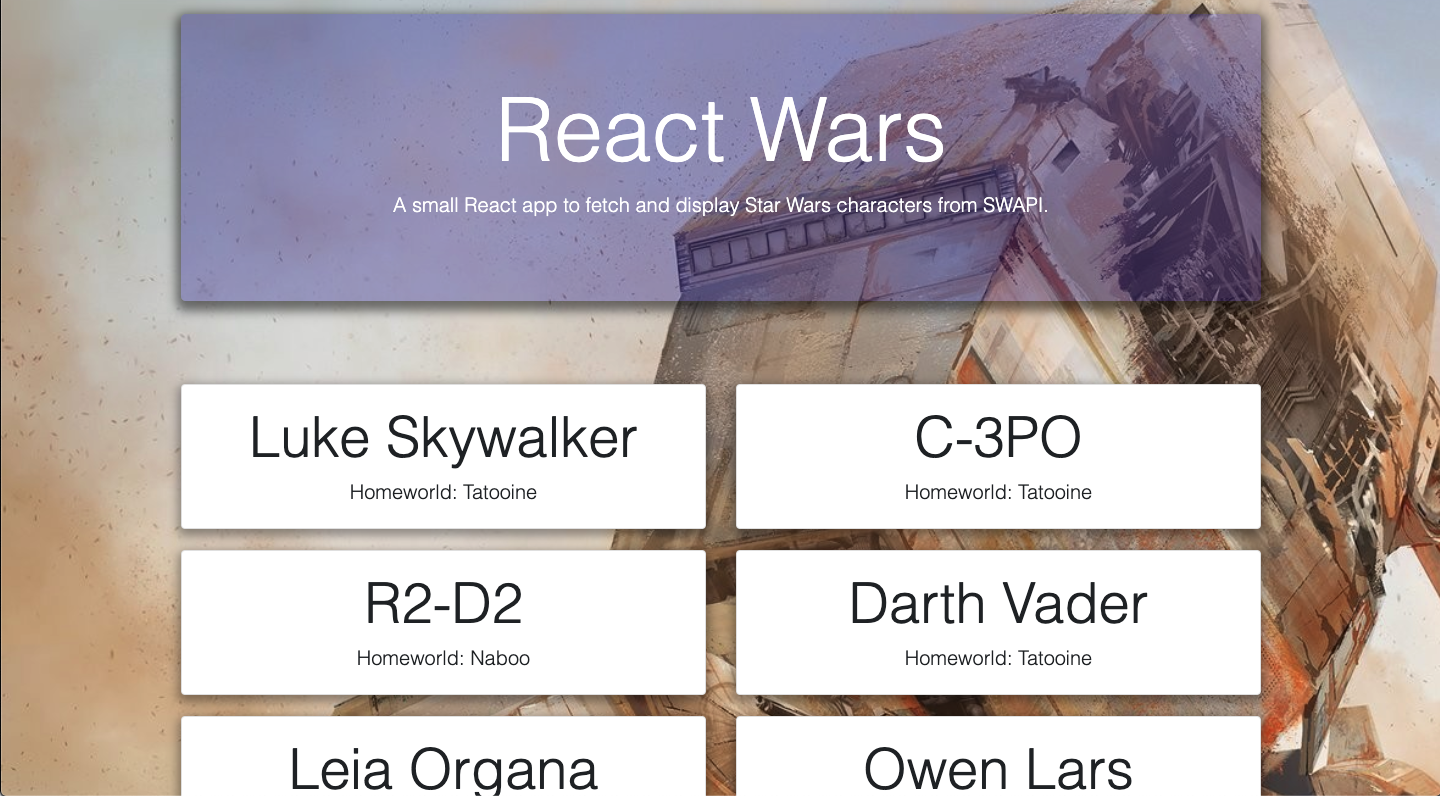 React Wars
A small React app to fetch and display Star Wars characters from SWAPI.
Luke Skywalker
Homeworld: Tatooine
C-3PO
Homeworld: Tatooine
R2-D2
Homeworld: Naboo
Darth Vader
Homeworld: Tatooine
Leia Organa
Owen Lars